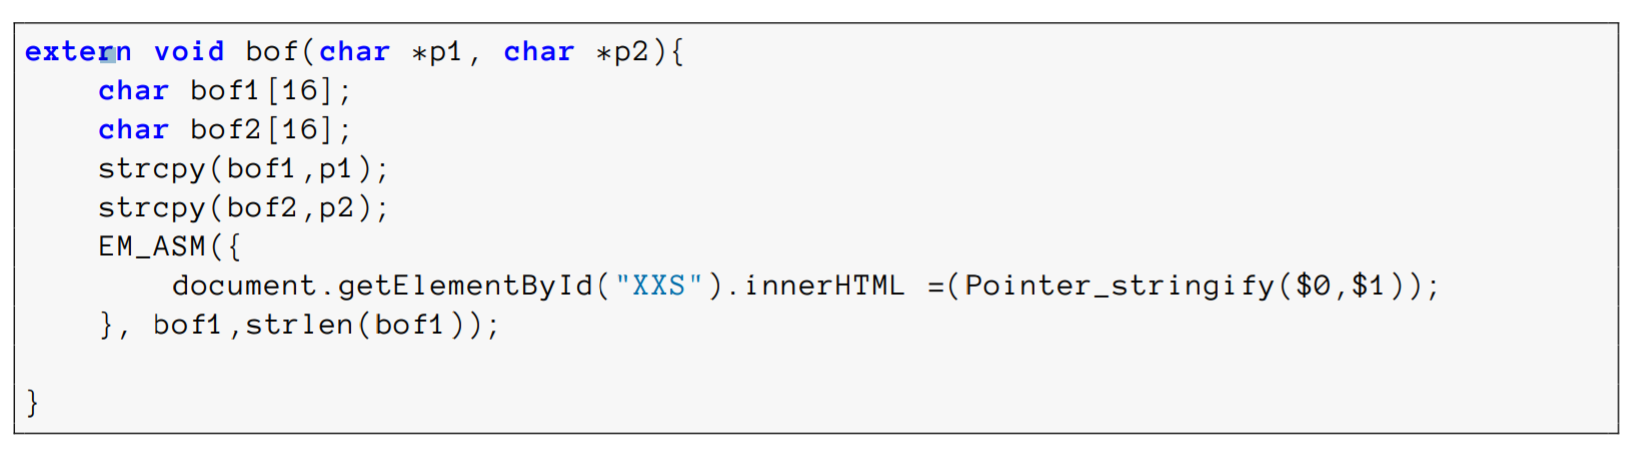 extern void bof(char *p1, char *p2){
    char bof1[16];
    char bof2[16];
    strcpy(bof1,p1);
    strcpy(bof2,p2);
    EM_ASM({
        document.getElementById("XXS").innerHTML =(Pointer_stringify($0,$1));
    }, bof1,strlen(bof1));
}